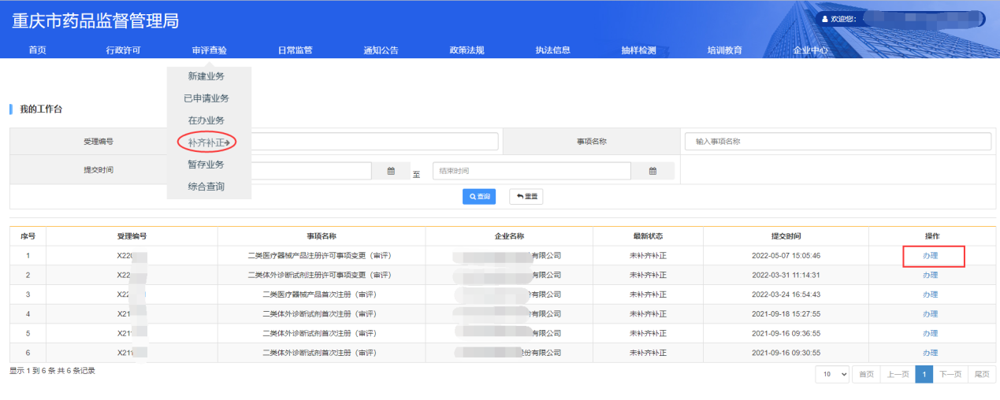 重庆市药品监督管理局
欢迎您:
首页 行政许可 审评查验 日常监管 通知公告 政策法规 执法信息 抽样检测 培训教育 企业中心
新建业务
已申请业务
在办业务
补齐补正
暂存业务
综合查询
我的工作台
受理编号 事项名称 输入事项名称
提交时间 至 结束时间
查询 重置
序号 受理编号 事项名称 企业名称 最新状态 提交时间 操作
1 X220 二类医疗器械产品注册许可事项变更（审评） 有限公司 未补齐补正 2022-05-07 15:05:46 办理
2 X22 二类体外诊断试剂注册许可事项变更（审评） 有限公司 未补齐补正 2022-03-31 11:14:31 办理
3 X22 二类医疗器械产品首次注册（审评） 有限公司 未补齐补正 2022-03-24 16:54:43 办理
4 X21 二类体外诊断试剂首次注册（审评） 有限公司 未补齐补正 2021-09-18 15:27:55 办理
5 X21 二类体外诊断试剂首次注册（审评） 有限公司 未补齐补正 2021-09-16 09:36:55 办理
6 X21 二类体外诊断试剂首次注册（审评） 份有限公司 未补齐补正 2021-09-16 09:30:55 办理
显示 1 到 6 条 共 6 条记录
10 首页 上一页 1 下一页 尾页